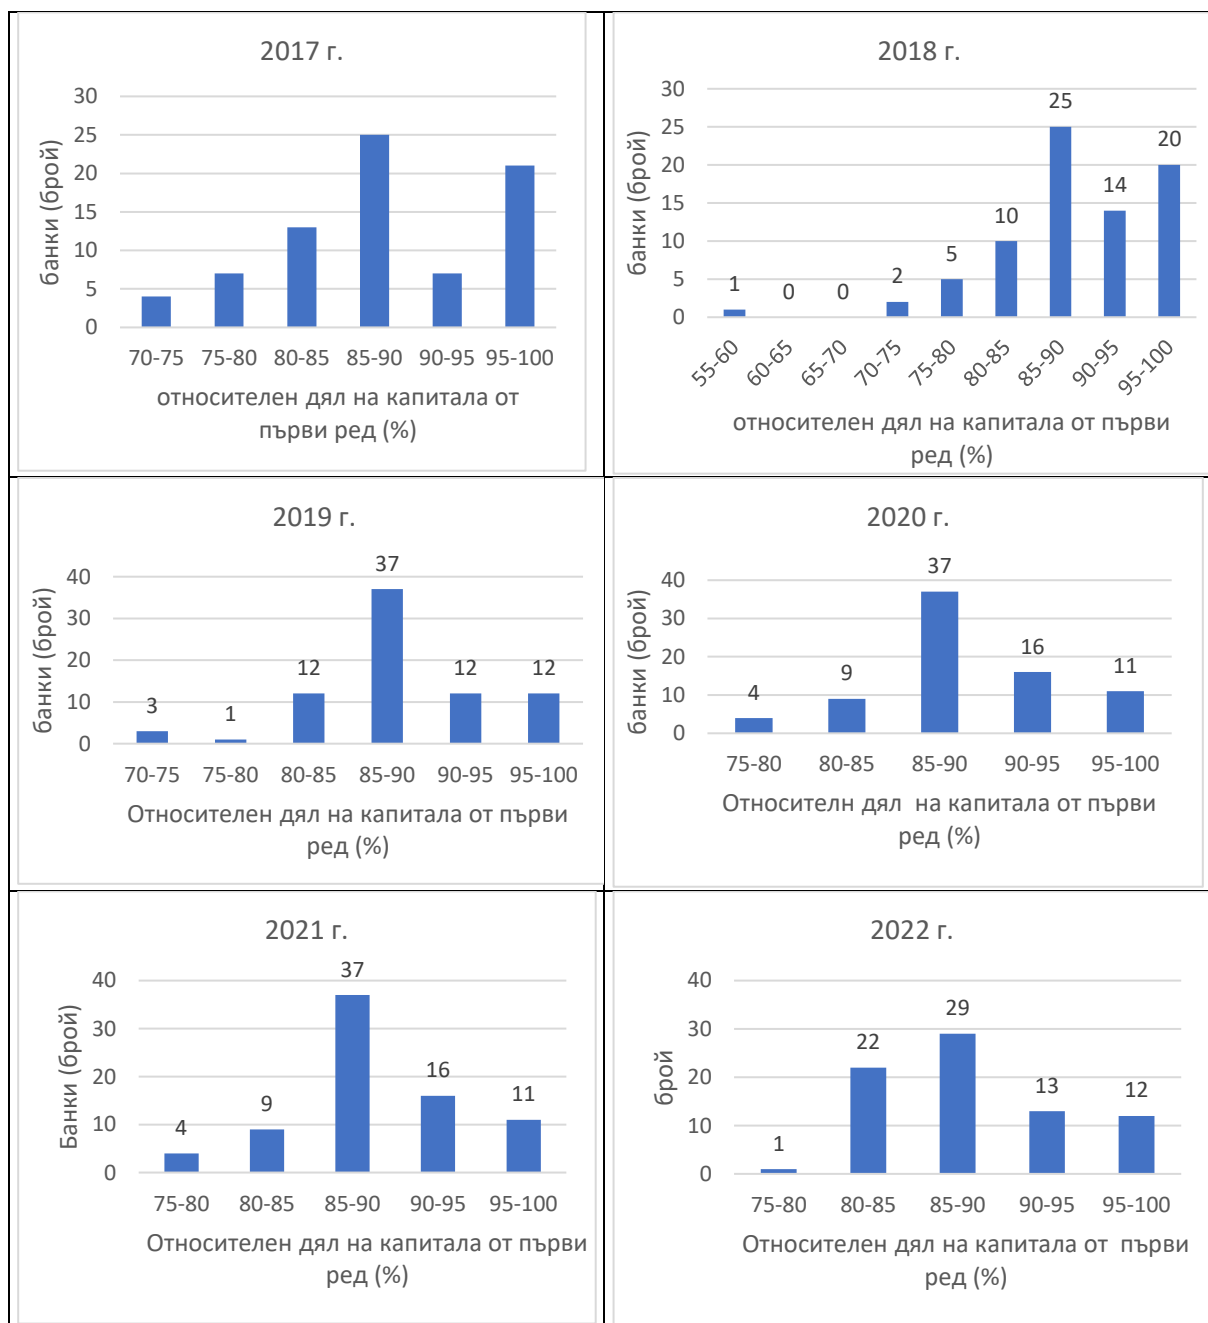 2017 г.
30
25
20
15
10
5
0
банки (брой)
70-75 75-80 80-85 85-90 90-95 95-100
относителен дял на капитала от
първи ред (%)
2018 г.
30
25
20
15
10
5
0
банки (брой)
1 0 0 2 5 10 25 14 20
55-60 60-65 65-70 70-75 75-80 80-85 85-90 90-95 95-100
относителен дял на капитала от първи
ред (%)
2019 г.
40
30
20
10
0
банки (брой)
3 1 12 37 12 12
70-75 75-80 80-85 85-90 90-95 95-100
Относителен дял на капитала от първи
ред (%)
2020 г.
40
30
20
10
0
банки (брой)
4 9 37 16 11
75-80 80-85 85-90 90-95 95-100
Относителн дял на капитала от първи
ред (%)
2021 г.
40
30
20
10
0
Банки (брой)
4 9 37 16 11
75-80 80-85 85-90 90-95 95-100
Относителен дял на капитала от първи
ред (%)
2022 г.
40
30
20
10
0
брой
1 22 29 13 12
75-80 80-85 85-90 90-95 95-100
Относителен дял на капитала от първи
ред (%)